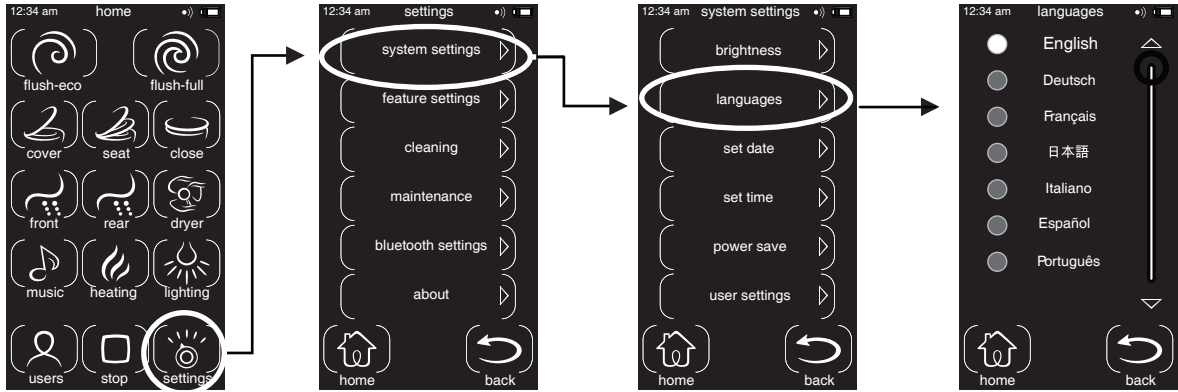 12:34 am home
flush-eco flush-full
cover seat close
front rear dryer
music heating lighting
users stop settings
12:34 am settings
system settings
feature settings
cleaning
maintenance
bluetooth settings
about
home back
12:34 am system settings
brightness
languages
set date
set time
power save
user settings
home back
12:34 am languages
English
Deutsch
Français
日本語
Italiano
Español
Português
home back